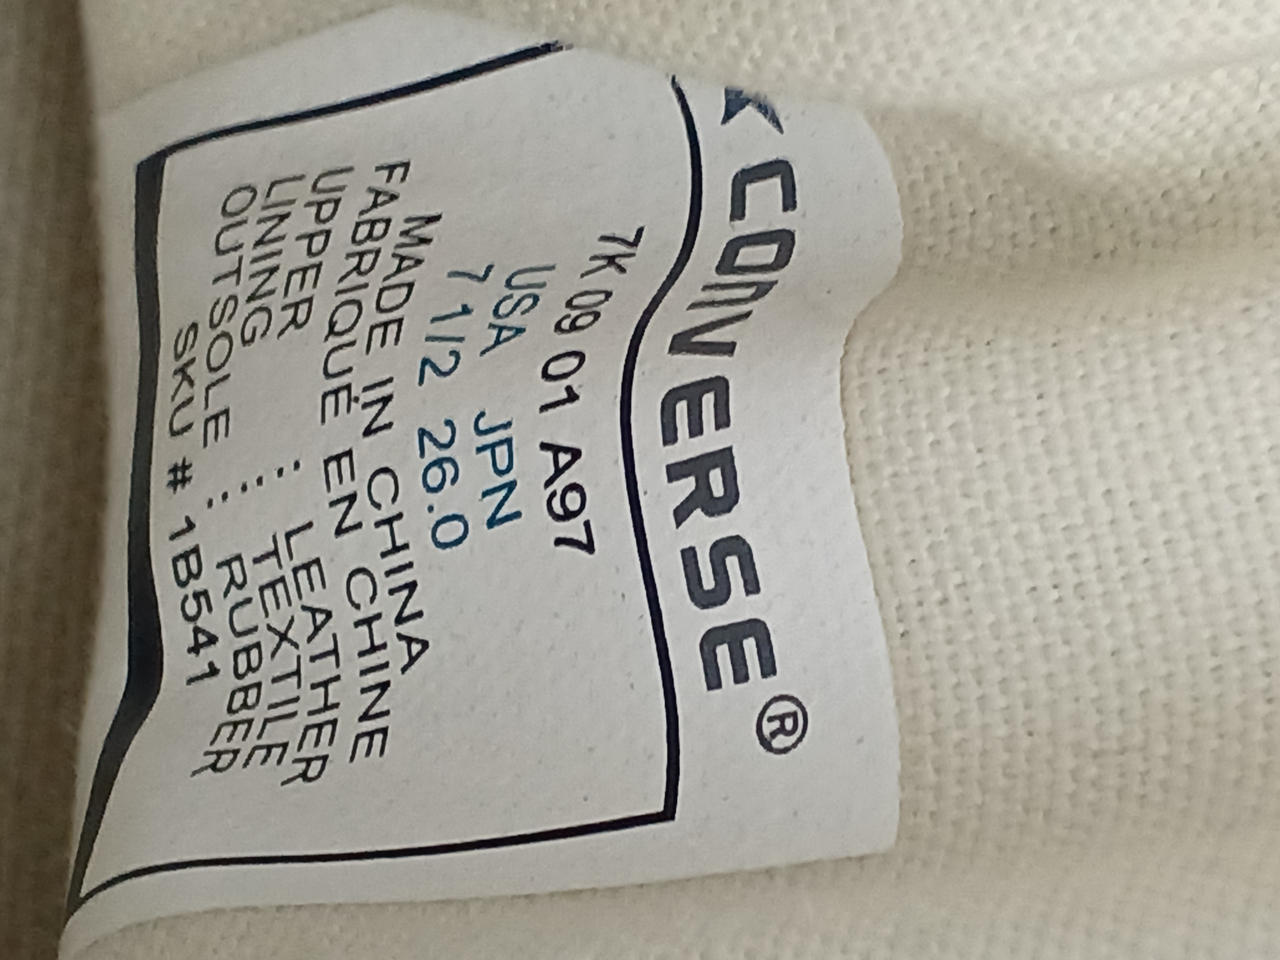 CONVERSE®
7K 09 01 A97
USA JPN
7 1/2 26.0
MADE IN CHINA
FABRIQUÉ EN CHINE
UPPER : LEATHER
LINING : TEXTILE
OUTSOLE : RUBBER
SKU # 1B541